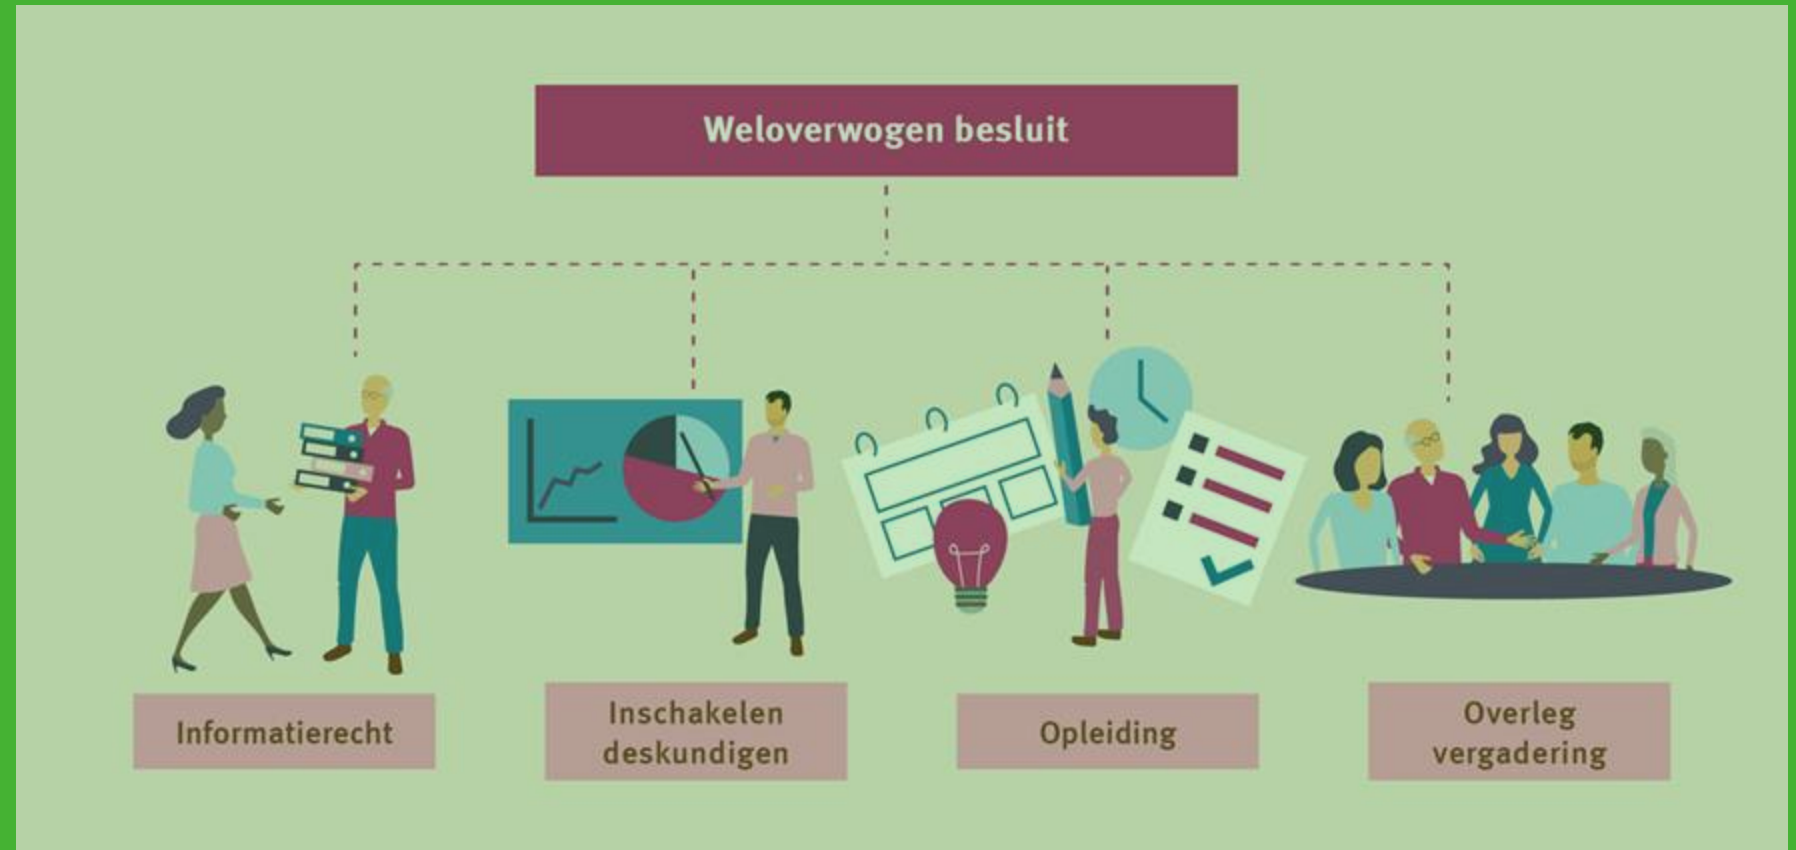 Weloverwogen besluit
Informatierecht
Inschakelen
deskundigen
Opleiding
Overleg
vergadering